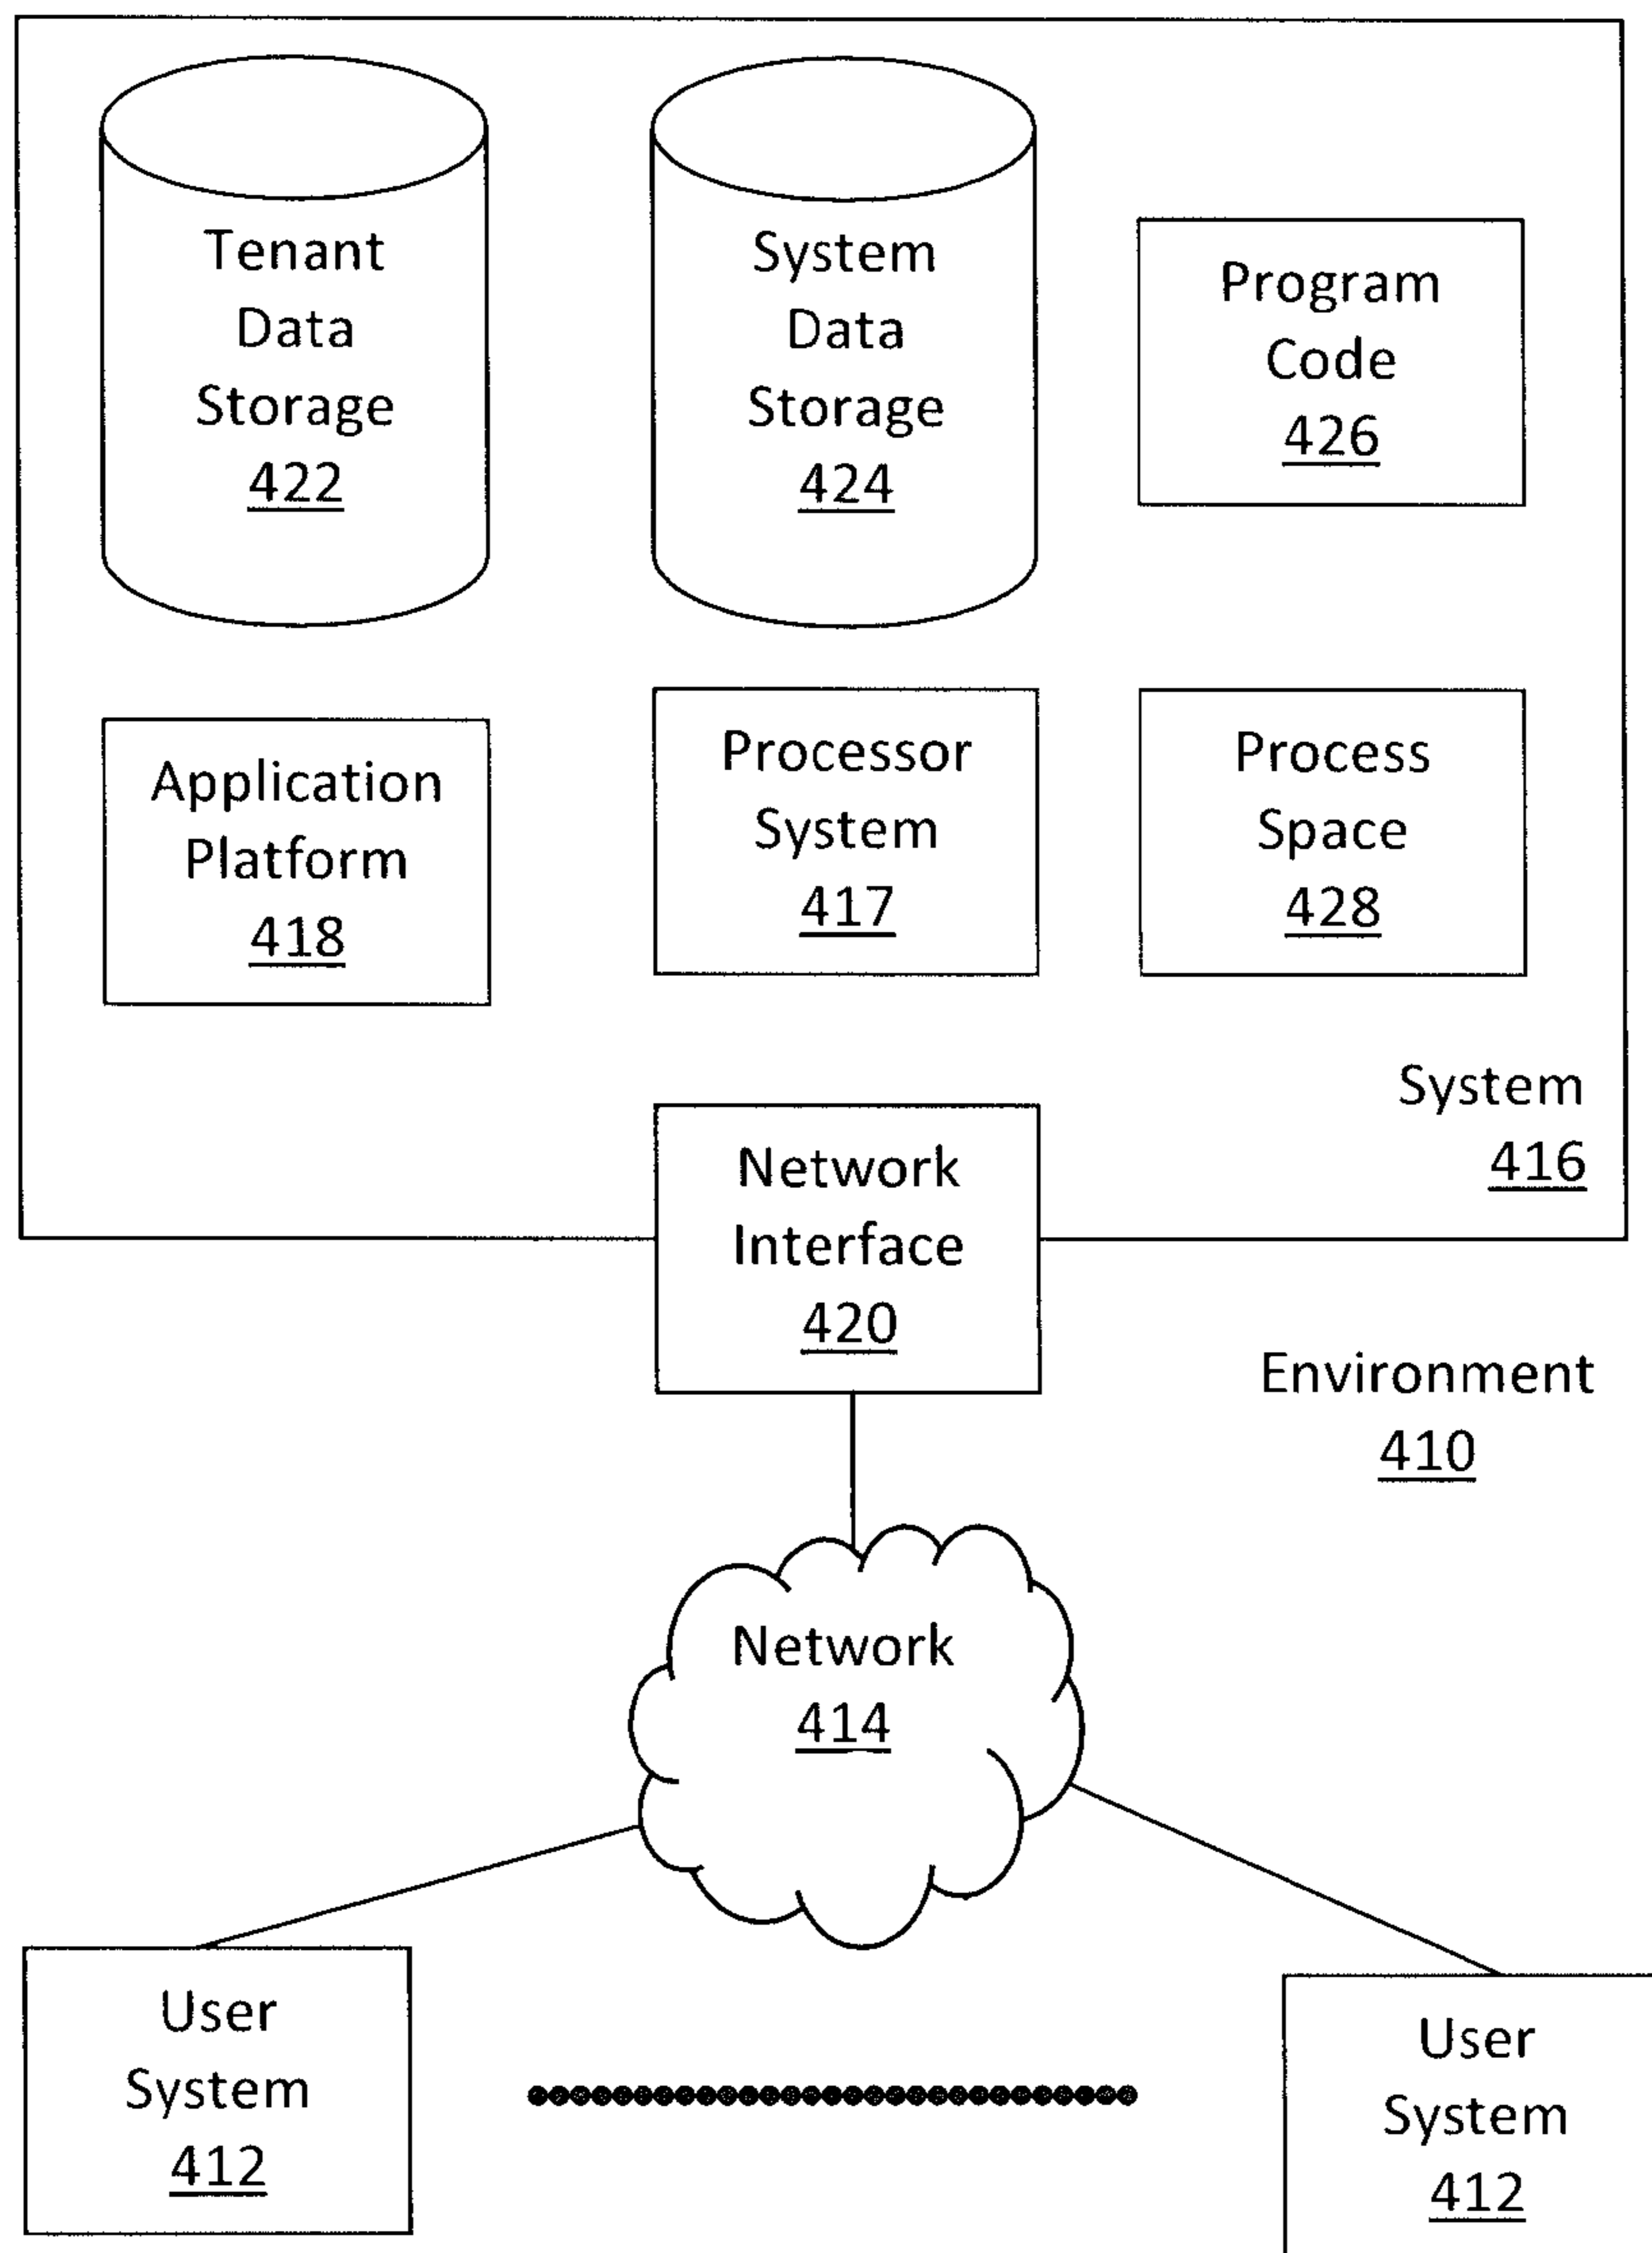 Tenant
Data
Storage
422
System
Data
Storage
424
Program
Code
426
Application
Platform
418
Processor
System
417
Process
Space
428
System
416
Network
Interface
420
Environment
410
Network
414
User
System
412
User
System
412